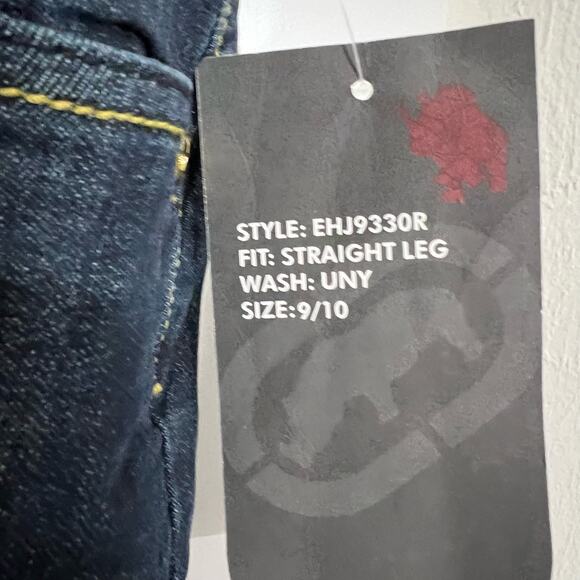 STYLE: EHJ9330R
FIT: STRAIGHT LEG
WASH: UNY
SIZE:9/10